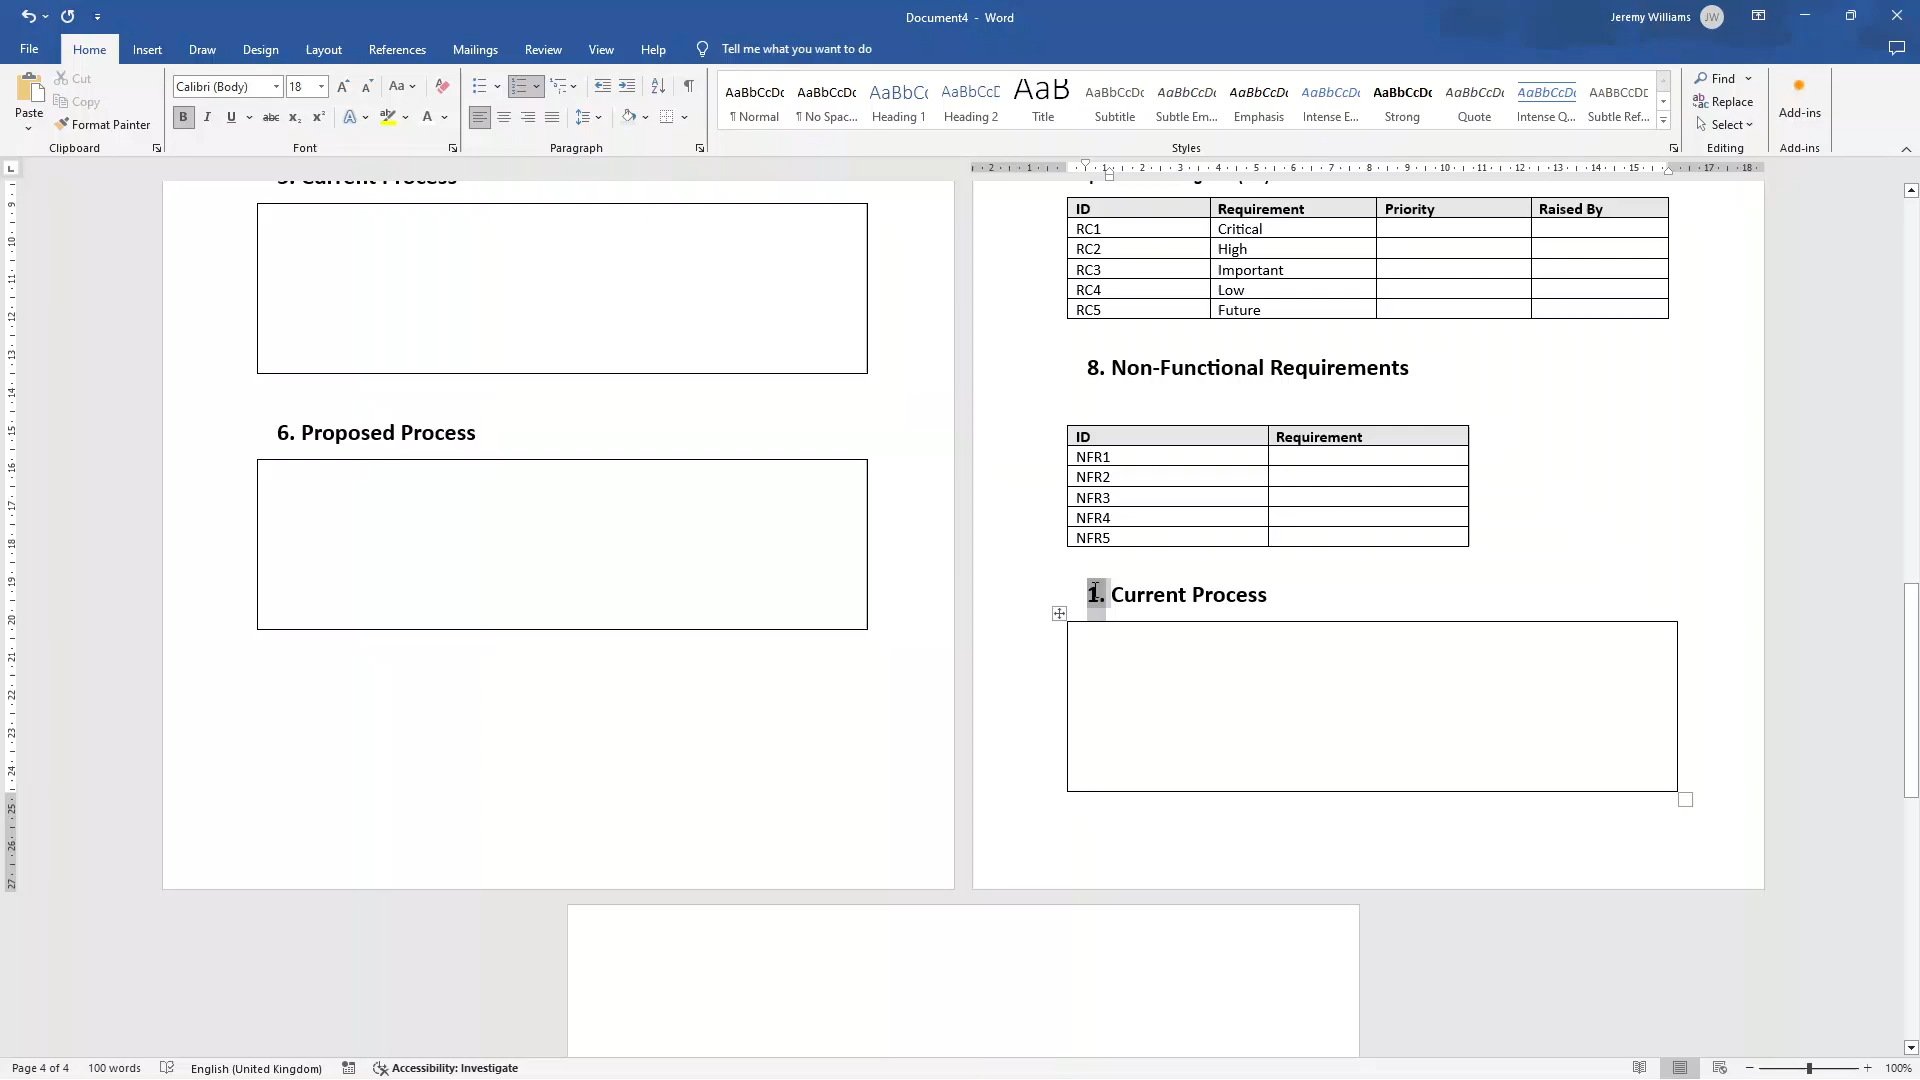 Document4 - Word
Jeremy Williams
JW
File
Home
Insert
Draw
Design
Layout
References
Mailings
Review
View
Help
Tell me what you want to do
Paste
Cut
Copy
Format Painter
Clipboard
Calibri (Body)
18
Font
Paragraph
AaBbCcDc
¶ Normal
AaBbCcDc
¶ No Spac...
AaBbCc
Heading 1
AaBbCcD
Heading 2
AaB
Title
AaBbCcDc
Subtitle
AaBbCcDc
Subtle Em...
AaBbCcDc
Emphasis
AaBbCcDc
Intense E...
AaBbCcDc
Strong
AaBbCcDc
Quote
AaBbCcDc
Intense Q...
AaBbCcDc
Subtle Ref...
Styles
Find
Replace
Select
Editing
Add-ins
Add-ins
5. Current Process
6. Proposed Process
ID Requirement Priority Raised By
RC1 Critical
RC2 High
RC3 Important
RC4 Low
RC5 Future
8. Non-Functional Requirements
ID Requirement
NFR1
NFR2
NFR3
NFR4
NFR5
1. Current Process
Page 4 of 4
100 words
English (United Kingdom)
Accessibility: Investigate
100%